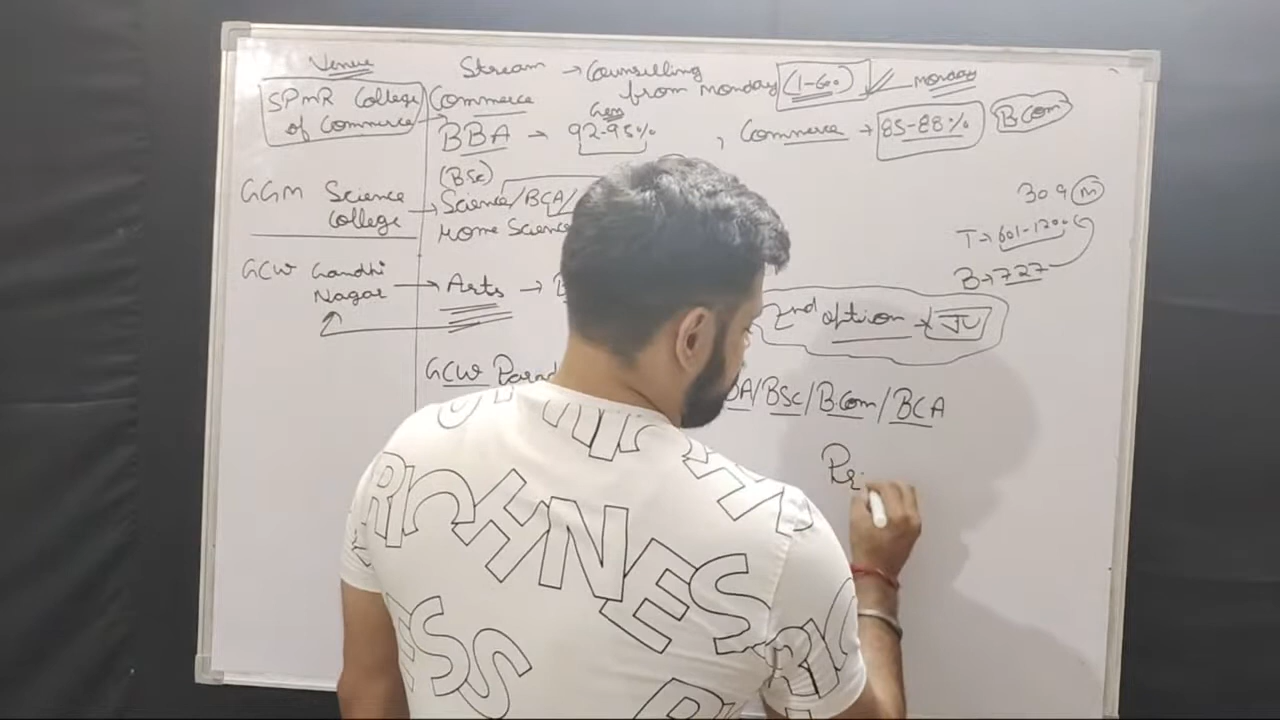 Venue Stream → Counselling from Monday (1-600) Monday
SPMR College of Commerce → Commerce
BBA → Gen 92-95% , Commerce → 85-88% BCom
(BSc)
GGM Science College → Science/BCA/
Home Science
309 M
T → 601-1200
B → 727
GCW Gandhi Nagar → Arts →
2nd option → JU
GCW
BA/BSc/B.Com/BCA
RICHNESS